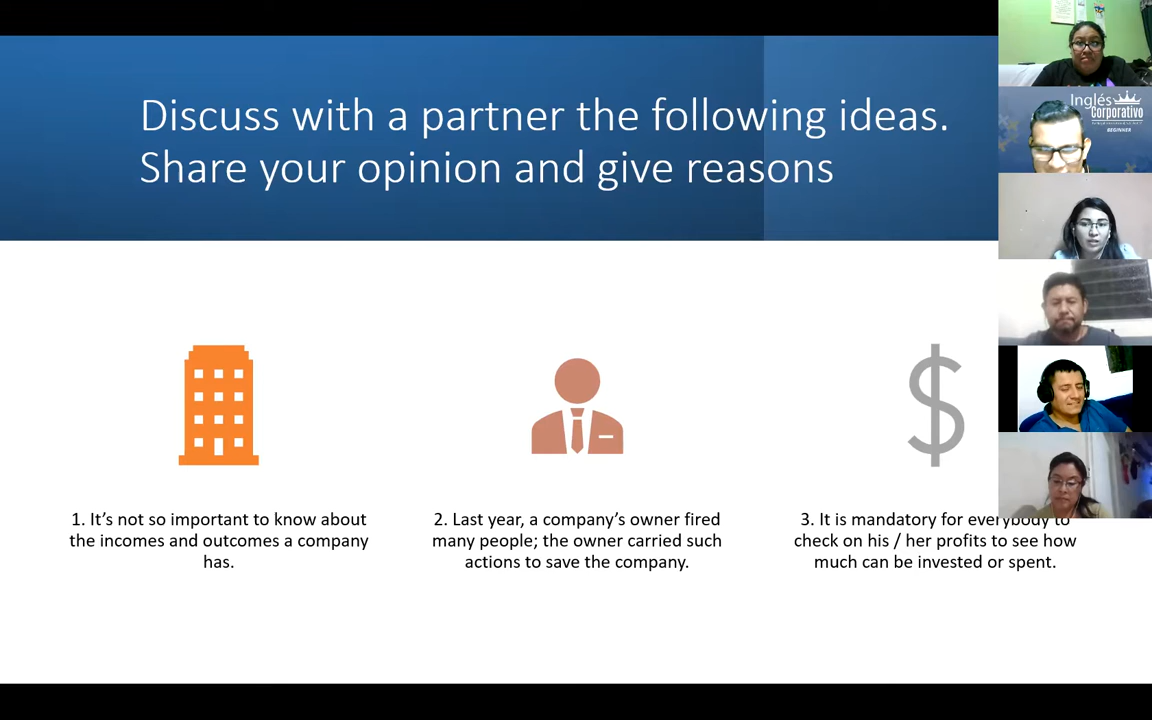 Discuss with a partner the following ideas.
Share your opinion and give reasons
Inglés
Corporativo
BEGINNER
1. It’s not so important to know about
the incomes and outcomes a company
has.
2. Last year, a company’s owner fired
many people; the owner carried such
actions to save the company.
3. It is mandatory for everybody to
check on his / her profits to see how
much can be invested or spent.